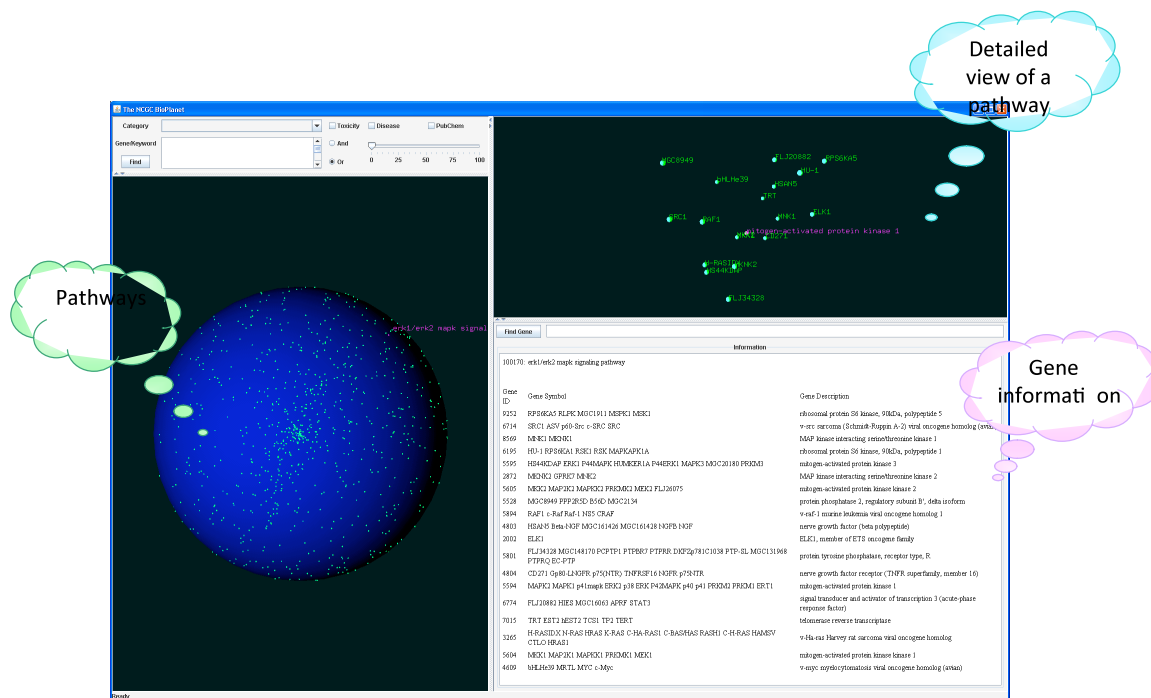 Detailed
view of a
pathway
The NCGC BioPlanet
Category
Toxicity Disease PubChem
Gene/Keyword
And
Find
Or
0 25 50 75 100
MGC8949
FLJ20882
RPS6KA5
HU-1
bHLHe39
HSAN5
TRT
SRC1
RAF1
MNK1
ELK1
mitogen-activated protein kinase 1
CD271
MKNK2
HS44KDAP
FLJ34328
Pathways
erk1/erk2 mapk signal
Find Gene
Information
100170: erk1/erk2 mapk signaling pathway
Gene
information
Gene ID Gene Symbol Gene Description
9252 RPS6KA5 RLPK MGC1911 MSPK1 MSK1 ribosomal protein S6 kinase, 90kDa, polypeptide 5
6714 SRC1 ASV p60-Src c-SRC SRC v-src sarcoma (Schmidt-Ruppin A-2) viral oncogene homolog (avian
8569 MNK1 MKNK1 MAP kinase interacting serine/threonine kinase 1
6195 HU-1 RPS6KA1 RSK1 RSK MAPKAPK1A ribosomal protein S6 kinase, 90kDa, polypeptide 1
5595 HS44KDAP ERK1 P44MAPK HUMKER1A P44ERK1 MAPK3 MGC20180 PRKM3 mitogen-activated protein kinase 3
2872 MKNK2 GPRK7 MNK2 MAP kinase interacting serine/threonine kinase 2
5605 MKK2 MAP2K2 MAPKK2 PRKMK2 MEK2 FLJ26075 mitogen-activated protein kinase kinase 2
5528 MGC8949 PPP2R5D B56D MGC2134 protein phosphatase 2, regulatory subunit B', delta isoform
5894 RAF1 c-Raf Raf-1 NS5 CRAF v-raf-1 murine leukemia viral oncogene homolog 1
4803 HSAN5 Beta-NGF MGC161426 MGC161428 NGFB NGF nerve growth factor (beta polypeptide)
2002 ELK1 ELK1, member of ETS oncogene family
5801 FLJ34328 MGC148170 PCPTP1 PTPBR7 PTPRR DKFZp781C1038 PTP-SL MGC131968 PTPRQ EC-PTP protein tyrosine phosphatase, receptor type, R
4804 CD271 Gp80-LNGFR p75(NTR) TNFRSF16 NGFR p75NTR nerve growth factor receptor (TNFR superfamily, member 16)
5594 MAPK2 MAPK1 p41mapk ERK2 p38 ERK P42MAPK p40 p41 PRKM2 PRKM1 ERT1 mitogen-activated protein kinase 1
6774 FLJ20882 HIES MGC16063 APRF STAT3 signal transducer and activator of transcription 3 (acute-phase response factor)
7015 TRT EST2 hEST2 TCS1 TP2 TERT telomerase reverse transcriptase
3265 H-RASIDX N-RAS HRAS K-RAS C-HA-RAS1 C-BAS/HAS RASH1 C-H-RAS HAMSV CTLO HRAS1 v-Ha-ras Harvey rat sarcoma viral oncogene homolog
5604 MKK1 MAP2K1 MAPKK1 PRKMK1 MEK1 mitogen-activated protein kinase kinase 1
4609 bHLHe39 MRTL MYC c-Myc v-myc myelocytomatosis viral oncogene homolog (avian)
Ready